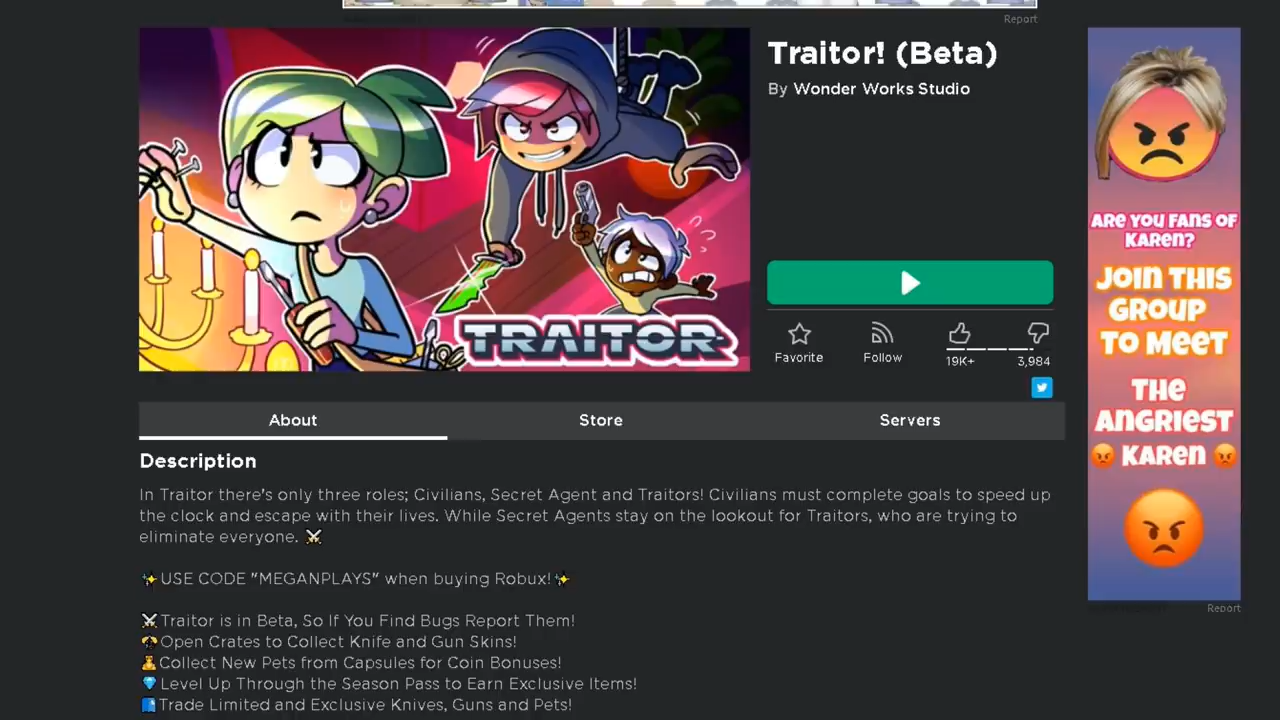 Report
Traitor! (Beta)
By Wonder Works Studio
TRAITOR
Favorite
Follow
19K+
3,984
About
Store
Servers
Description
In Traitor there's only three roles; Civilians, Secret Agent and Traitors! Civilians must complete goals to speed up
the clock and escape with their lives. While Secret Agents stay on the lookout for Traitors, who are trying to
eliminate everyone. ⚔️
✨USE CODE "MEGANPLAYS" when buying Robux!✨
⚔️Traitor is in Beta, So If You Find Bugs Report Them!
Open Crates to Collect Knife and Gun Skins!
Collect New Pets from Capsules for Coin Bonuses!
💎Level Up Through the Season Pass to Earn Exclusive Items!
📘Trade Limited and Exclusive Knives, Guns and Pets!
ARE YOU FANS OF
KAREN?
JOIN THIS
GROUP
TO MEET
THE
ANGRIEST
😡 KAREN 😡
Report